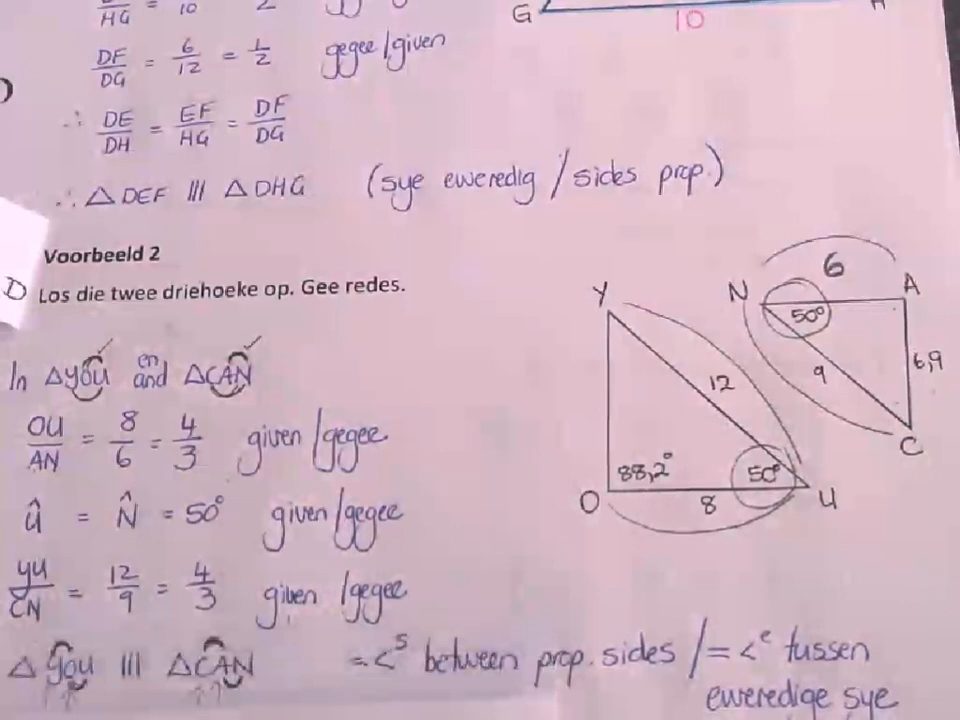 HG = 10 2
G 10 H
DF/DG = 6/12 = 1/2 gegee/given
∴ DE/DH = EF/HG = DF/DG
∴ △DEF /// △DHG (sye eweredig / sides prop.)
Voorbeeld 2
Los die twee driehoeke op. Gee redes.
In △YOU en and △CAN
OU/AN = 8/6 = 4/3 given/gegee
Û = N̂ = 50° given/gegee
YU/CN = 12/9 = 4/3 given/gegee
△YOU /// △CAN =<s between prop. sides / =<e tussen
eweredige sye
Y 12 88,2° 50° O 8 U
N 6 A 50° 9 6,9 C